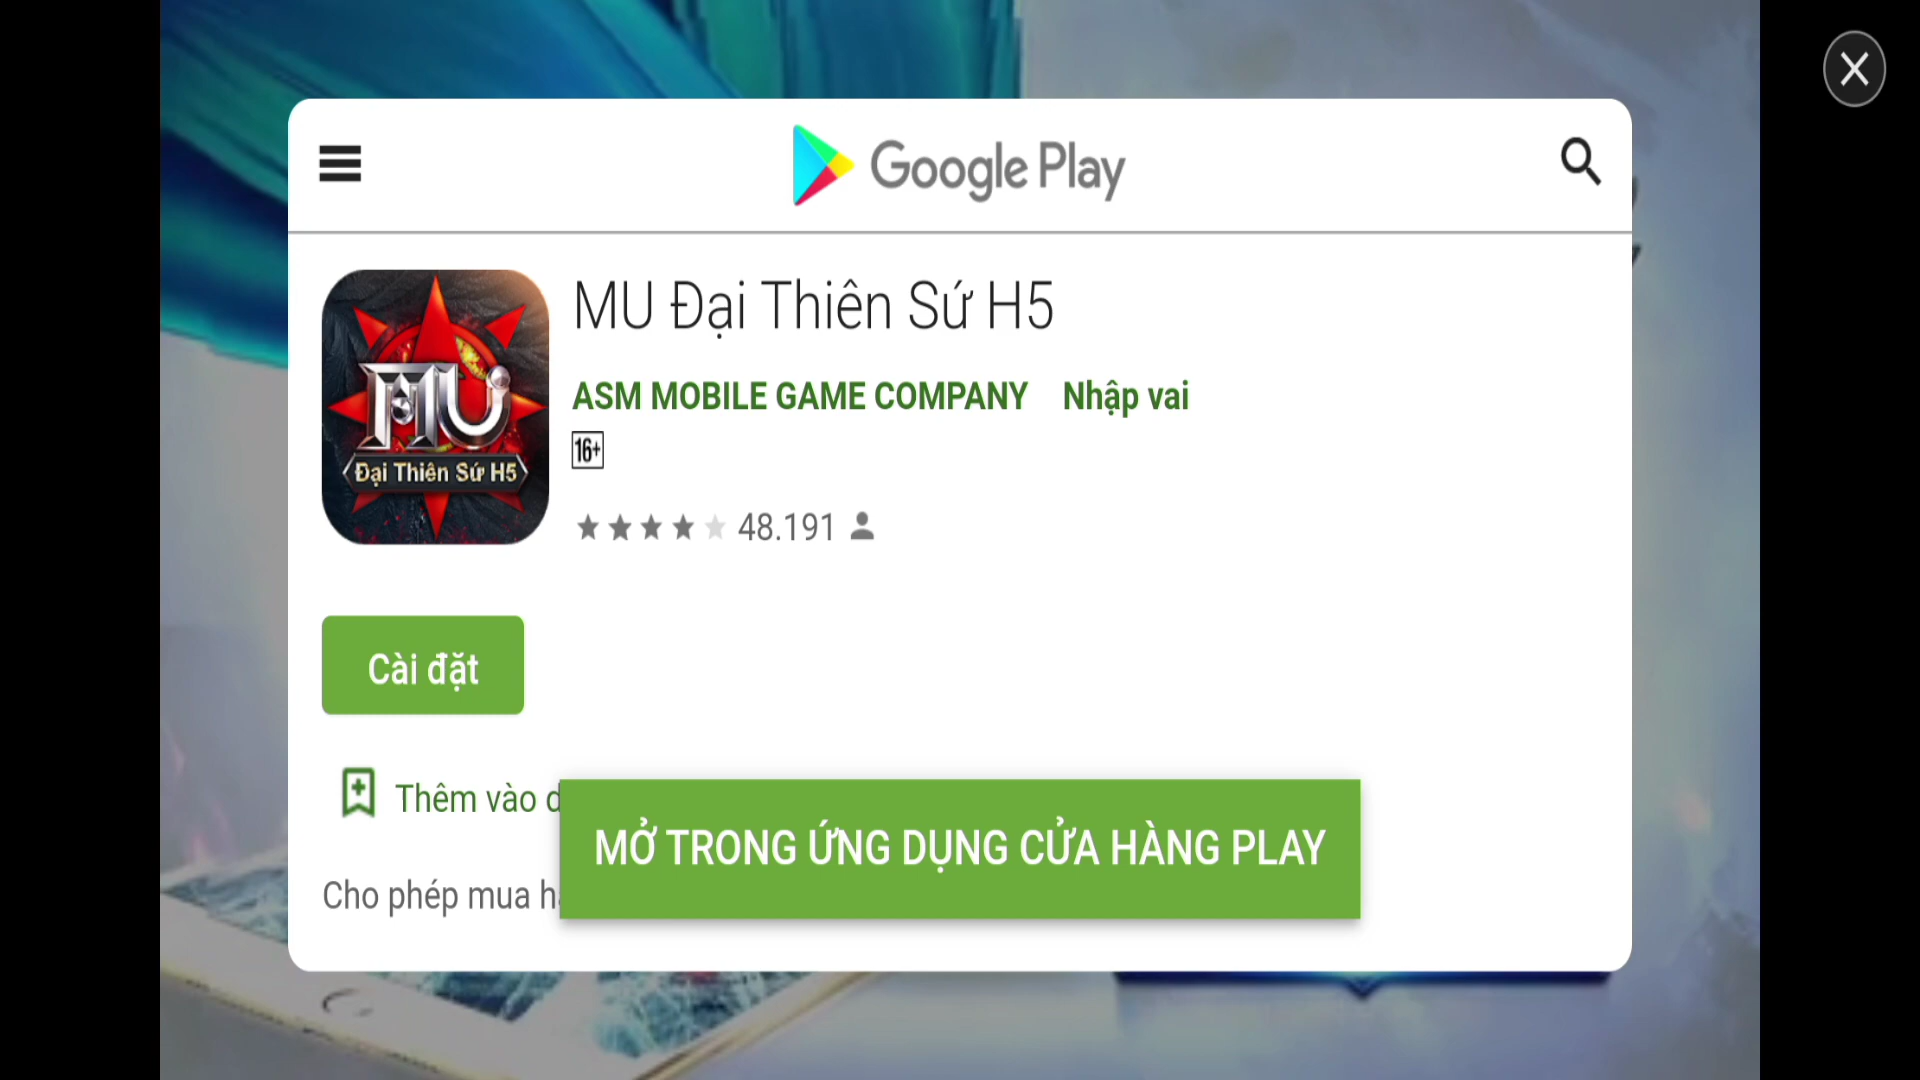 Google Play
MU Đại Thiên Sứ H5
ASM MOBILE GAME COMPANY Nhập vai
16+
48.191
MU
Đại Thiên Sứ H5
Cài đặt
Thêm vào
MỞ TRONG ỨNG DỤNG CỬA HÀNG PLAY
Cho phép mua